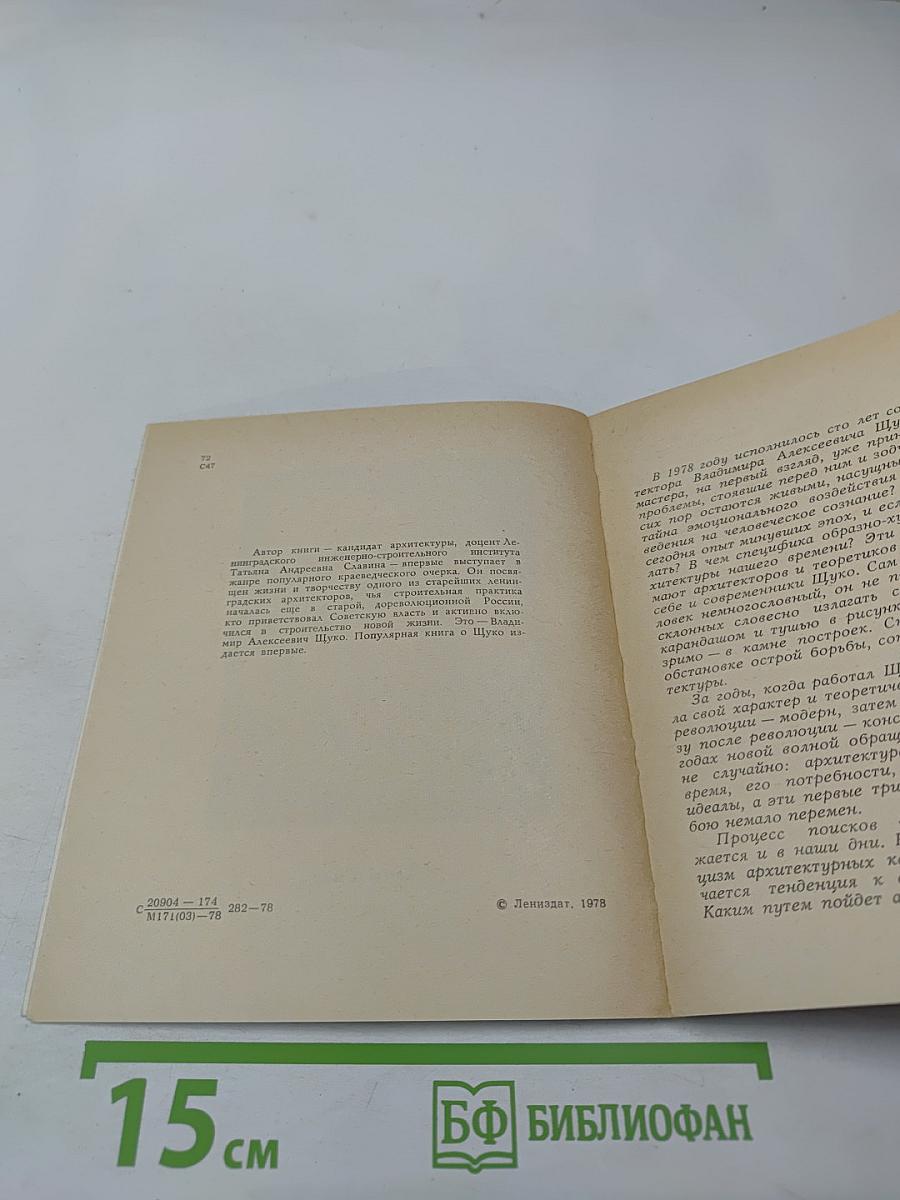 72
С47
Автор книги — кандидат архитектуры, доцент Ле-
нинградского инженерно-строительного института
Татьяна Андреевна Славина — впервые выступает в
жанре популярного краеведческого очерка. Он посвя-
щен жизни и творчеству одного из старейших ленин-
градских архитекторов, чья строительная практика
началась еще в старой, дореволюционной России,
кто приветствовал Советскую власть и активно вклю-
чился в строительство новой жизни. Это — Влади-
мир Алексеевич Щуко. Популярная книга о Щуко из-
дается впервые.
С 20904 — 174
М171(03)—78 282—78
© Лениздат, 1978
В 1978 году исполнилось сто лет со
тектора Владимира Алексеевича Щу
мастера, на первый взгляд, уже прин
проблемы, стоявшие перед ним и зодч
сих пор остаются живыми, насущны
тайна эмоционального воздействия
ведения на человеческое сознание?
сегодня опыт минувших эпох, и есл
лать? В чем специфика образно-ху
хитектуры нашего времени? Эти
мают архитекторов и теоретиков
себе и современники Щуко. Сам
ловек немногословный, он не п
склонных словесно излагать с
карандашом и тушью в рисунк
зримо — в камне построек. С
обстановке острой борьбы, со
тектуры.
За годы, когда работал Щ
ла свой характер и теоретиче
революции — модерн, затем
зу после революции — конс
годах новой волной обращ
не случайно: архитектур
время, его потребности,
идеалы, а эти первые три
бою немало перемен.
Процесс поисков
жается и в наши дни.
цизм архитектурных к
чается тенденция к
Каким путем пойдет а
15 см
БФ БИБЛИОФАН